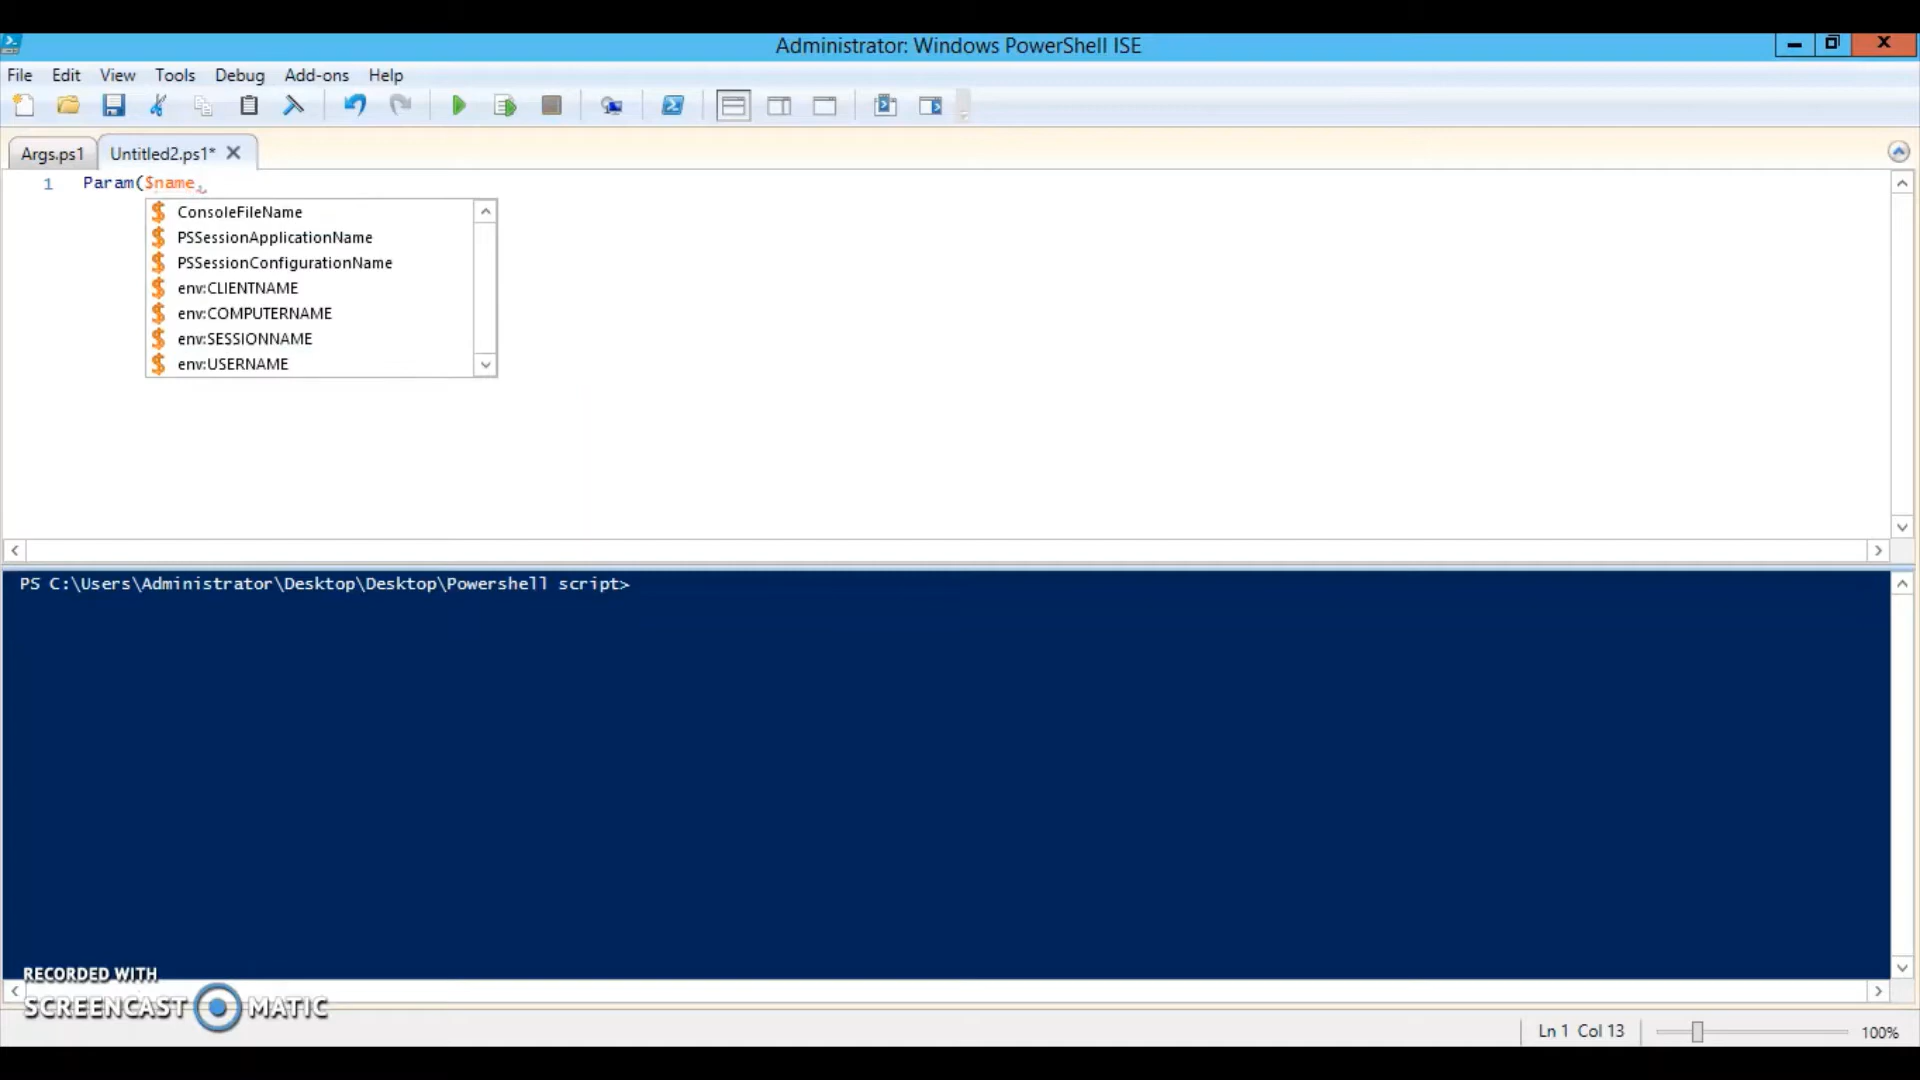 Administrator: Windows PowerShell ISE
File Edit View Tools Debug Add-ons Help
Args.ps1 Untitled2.ps1*
1 Param($name,
ConsoleFileName
PSSessionApplicationName
PSSessionConfigurationName
env:CLIENTNAME
env:COMPUTERNAME
env:SESSIONNAME
env:USERNAME
PS C:\Users\Administrator\Desktop\Desktop\Powershell script>
RECORDED WITH
SCREENCAST MATIC
Ln 1 Col 13 100%